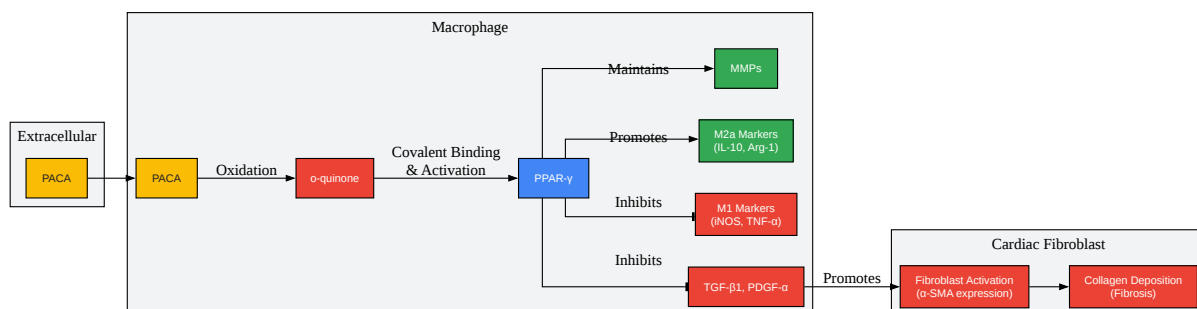 Macrophage
Maintains
MMPs
Extracellular
PACA
PACA
Oxidation
o-quinone
Covalent Binding
& Activation
PPAR-γ
Promotes
M2a Markers
(IL-10, Arg-1)
Inhibits
M1 Markers
(iNOS, TNF-α)
Inhibits
TGF-β1, PDGF-α
Promotes
Cardiac Fibroblast
Fibroblast Activation
(α-SMA expression)
Collagen Deposition
(Fibrosis)